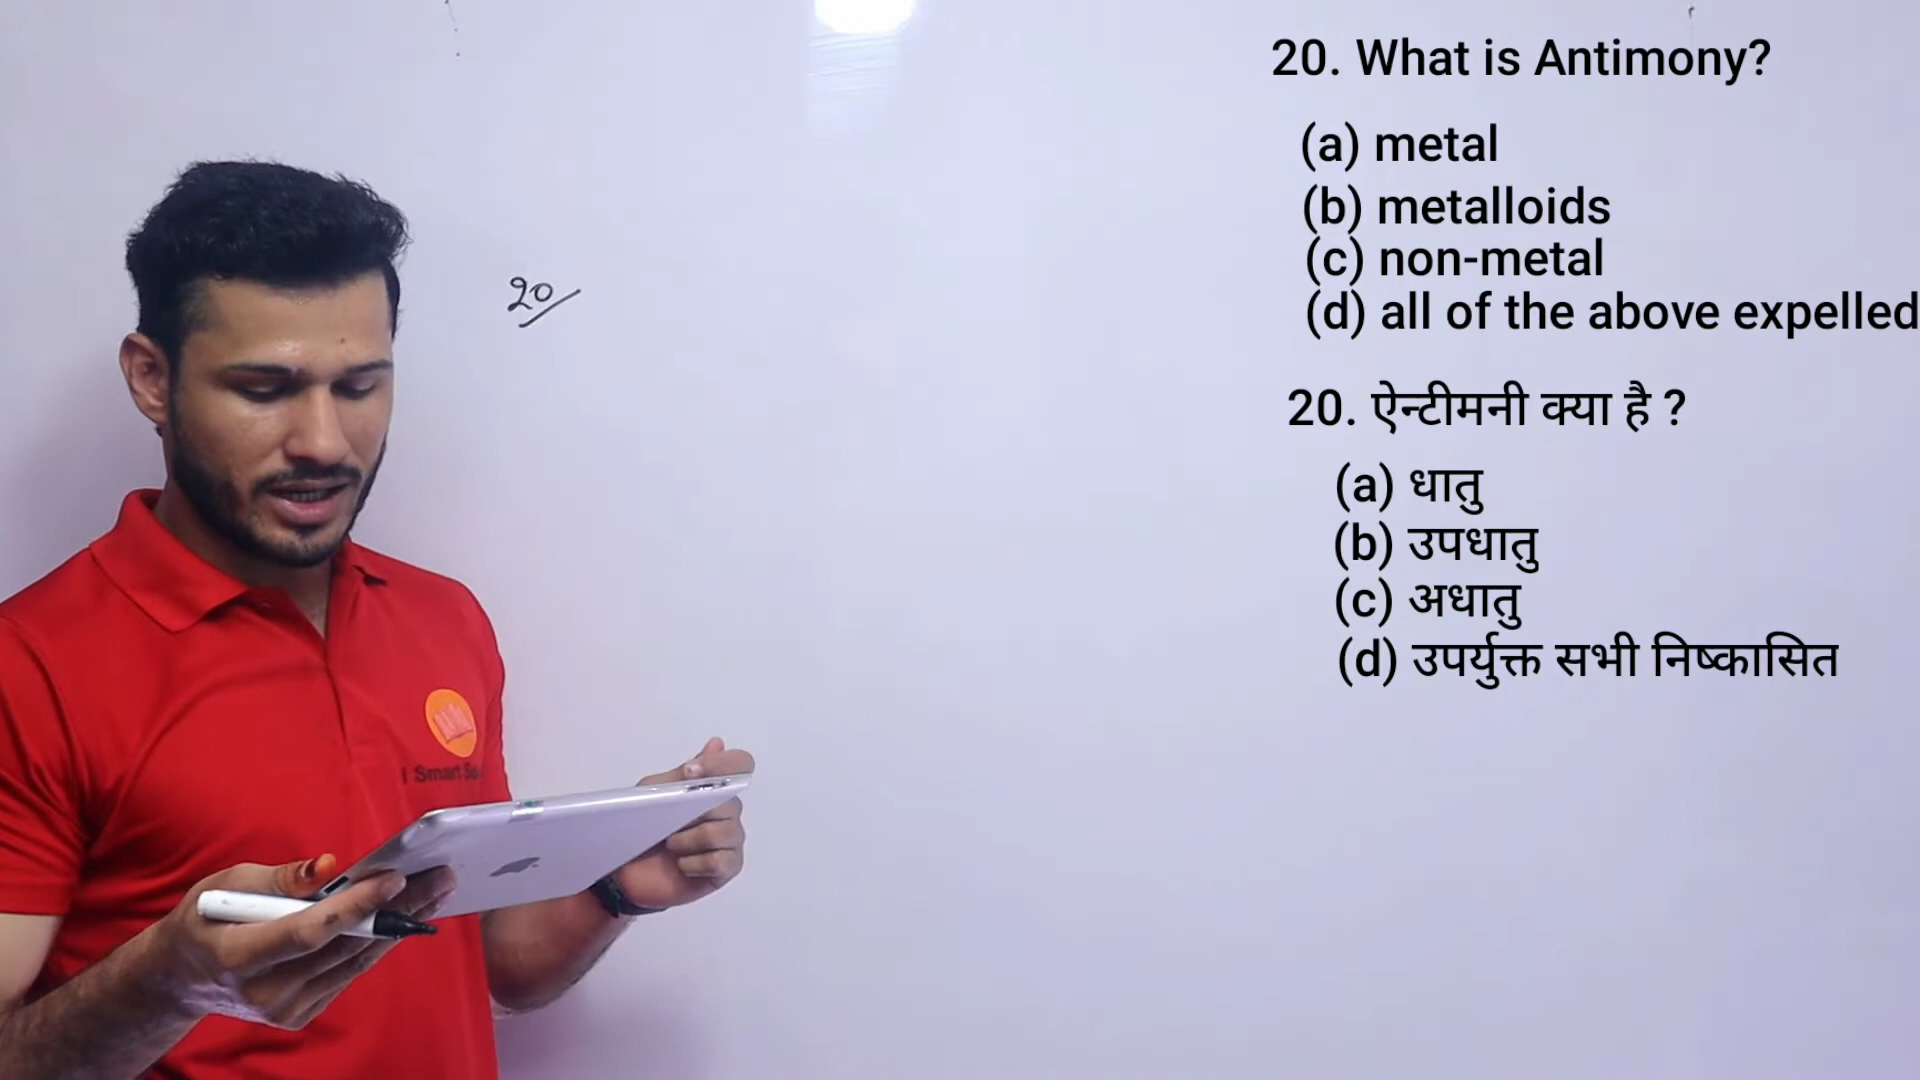 20. What is Antimony?
(a) metal
(b) metalloids
(c) non-metal
(d) all of the above expelled
20. ऐन्टीमनी क्या है ?
(a) धातु
(b) उपधातु
(c) अधातु
(d) उपर्युक्त सभी निष्कासित
20
Smart